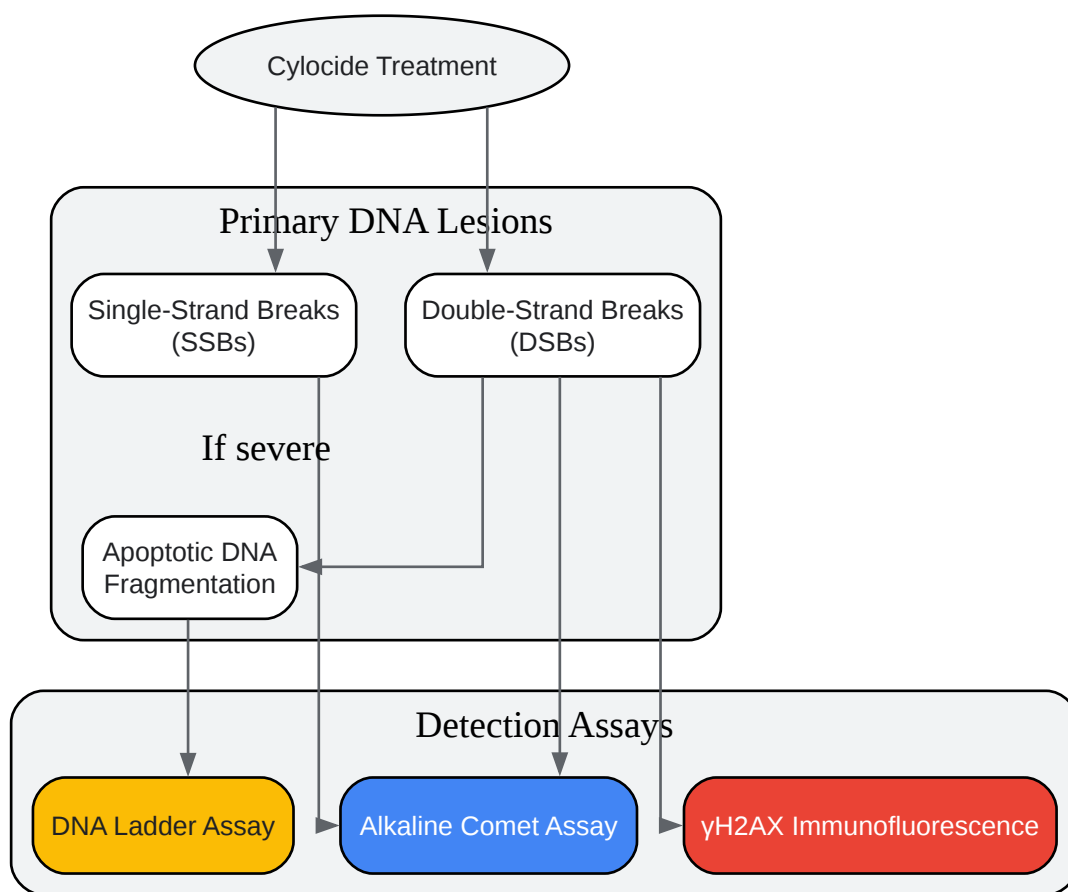 Cylocide Treatment
Primary DNA Lesions
Single-Strand Breaks
(SSBs)
Double-Strand Breaks
(DSBs)
If severe
Apoptotic DNA
Fragmentation
Detection Assays
DNA Ladder Assay
Alkaline Comet Assay
γH2AX Immunofluorescence